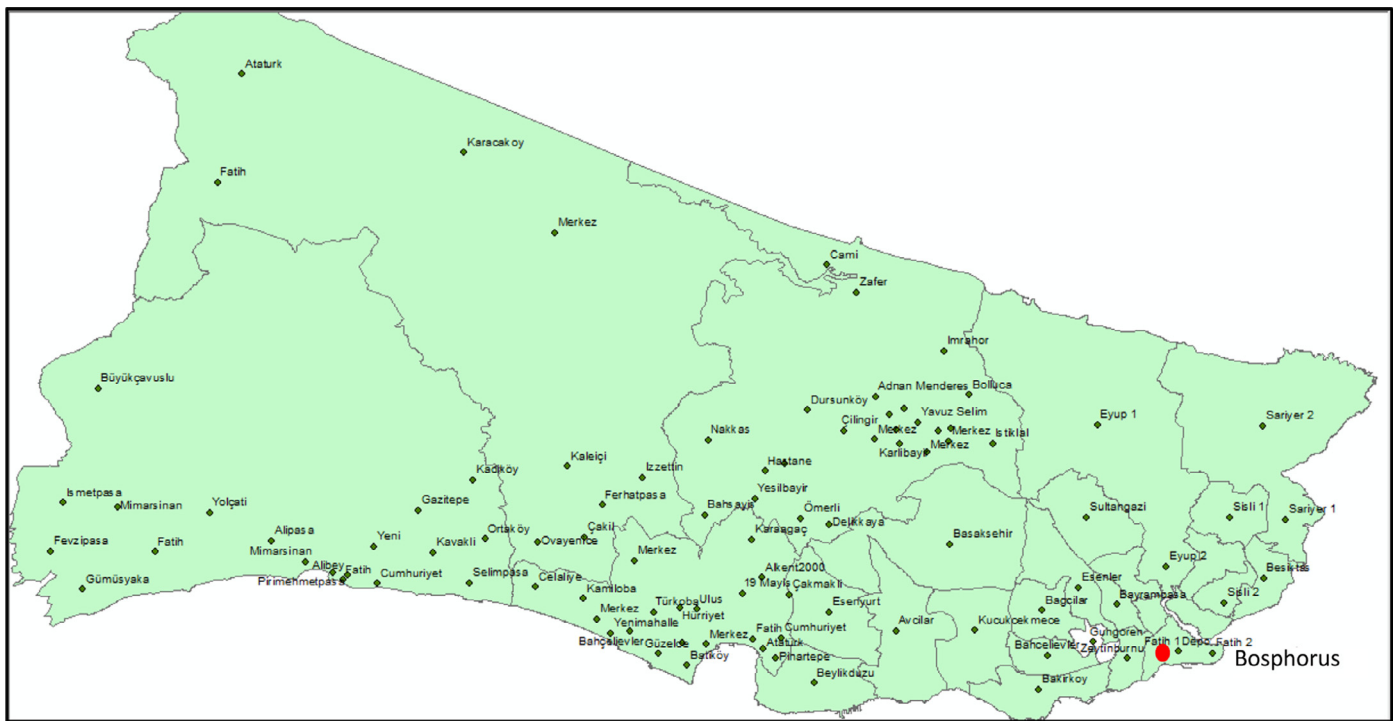 Ataturk
Karacakoy
Fatih
Merkez
Cami
Zafer
Imrahor
Büyükçavuslu
Adnan Menderes
Bolluca
Dursunköy
Çilingir
Yavuz Selim
Eyup 1
Sariyer 2
Nakkas
Merkez
Merkez
Istiklal
Karlibayir
Merkez
Kaleiçi
Hastane
Kadiköy
Izzettin
Ismetpasa
Mimarsinan
Yolçati
Gazitepe
Ferhatpasa
Yesilbayir
Bahsayis
Ömerli
Sultangazi
Sisli 1
Sariyer 1
Delikkaya
Karaagaç
Alipasa
Ortaköy
Çakil
Ovayenice
Basaksehir
Yeni
Kavakli
Fevzipasa
Fatih
Mimarsinan
Merkez
Eyup 2
Alibey
Fatih
Alkent2000
Besiktas
Pirimehmetpasa
Cumhuriyet
Selimpasa
Celaliye
19 Mayis
Çakmakli
Esenler
Gümüsyaka
Kamiloba
Bayrampasa
Sisli 2
Türkoba
Ulus
Hürriyet
Esenyurt
Bagcilar
Merkez
Yenimahalle
Avcilar
Kucukcekmece
Bahçelievler
Güzelce
Merkez
Fatih
Cumhuriyet
Ataturk
Gungoren
Bahcelievler
Zeytinburnu
Fatih 1
Depo
Fatih 2
Batiköy
Pinartepe
Bosphorus
Beylikduzu
Bakirkoy